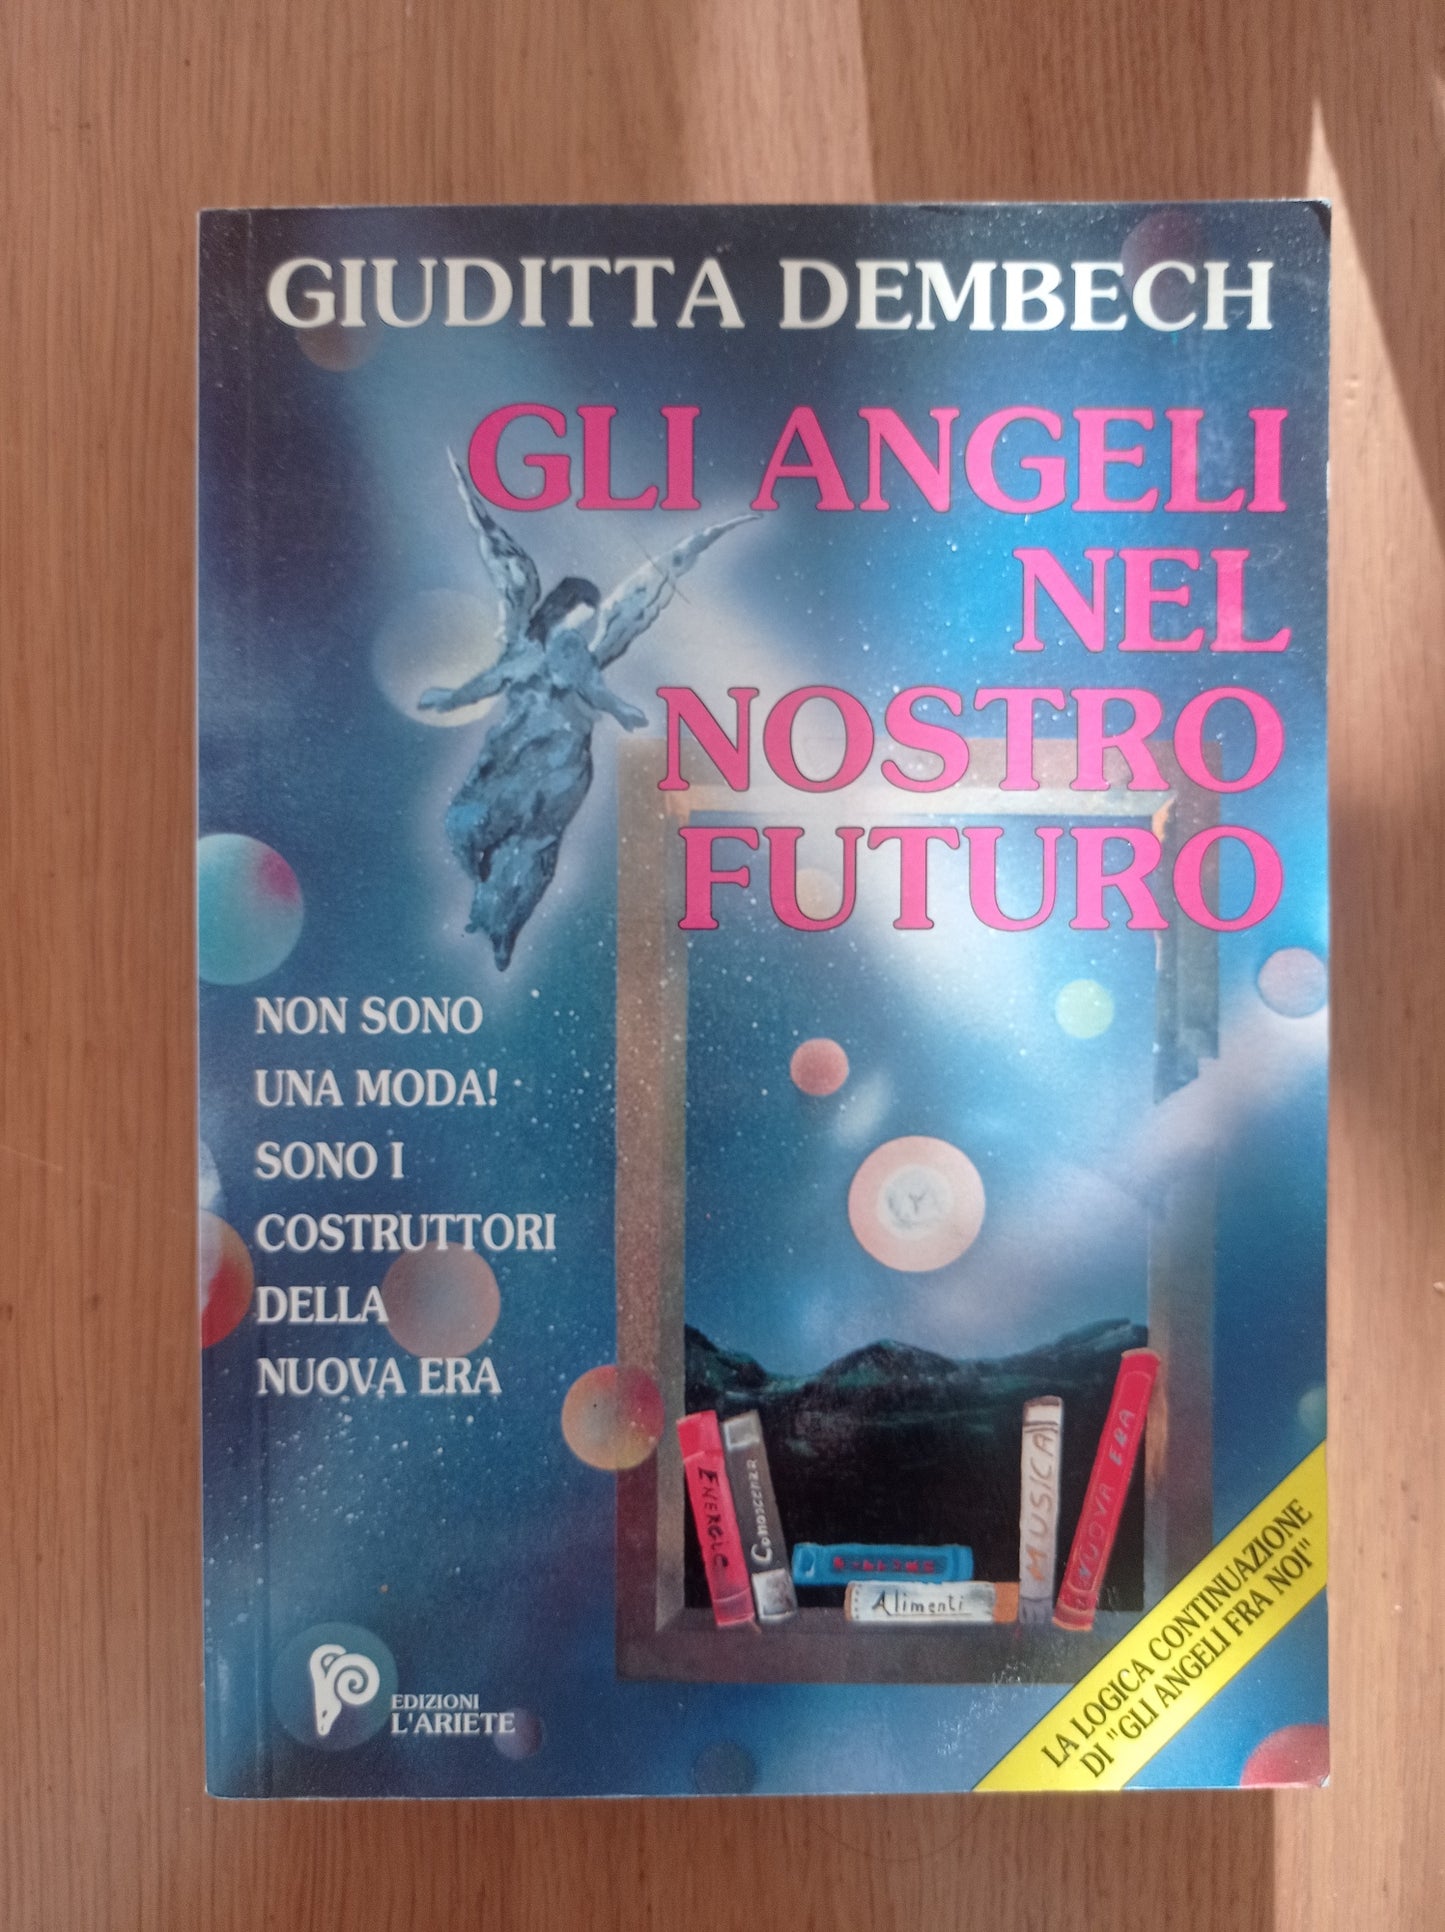 GIUDITTA DEMBECH
GLI ANGELI
NEL
NOSTRO
FUTURO
NON SONO
UNA MODA!
SONO I
COSTRUTTORI
DELLA
NUOVA ERA
ENERGIE
Conoscenza
Alimenti
MUSICA
NUOVA ERA
LA LOGICA CONTINUAZIONE
DI "GLI ANGELI FRA NOI"
EDIZIONI
L'ARIETE